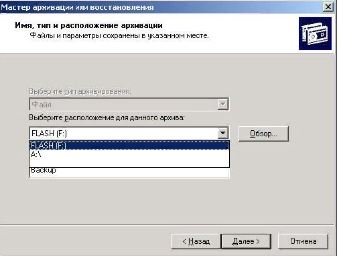 Мастер архивации или восстановления
Имя, тип и расположение архивации
Файлы и параметры сохранены в указанном месте.
Выберите тип архивирования:
Файл
Выберите расположение для данного архива:
FLASH (F:)
Обзор...
FLASH (F:)
A:\
Backup
< Назад
Далее >
Отмена